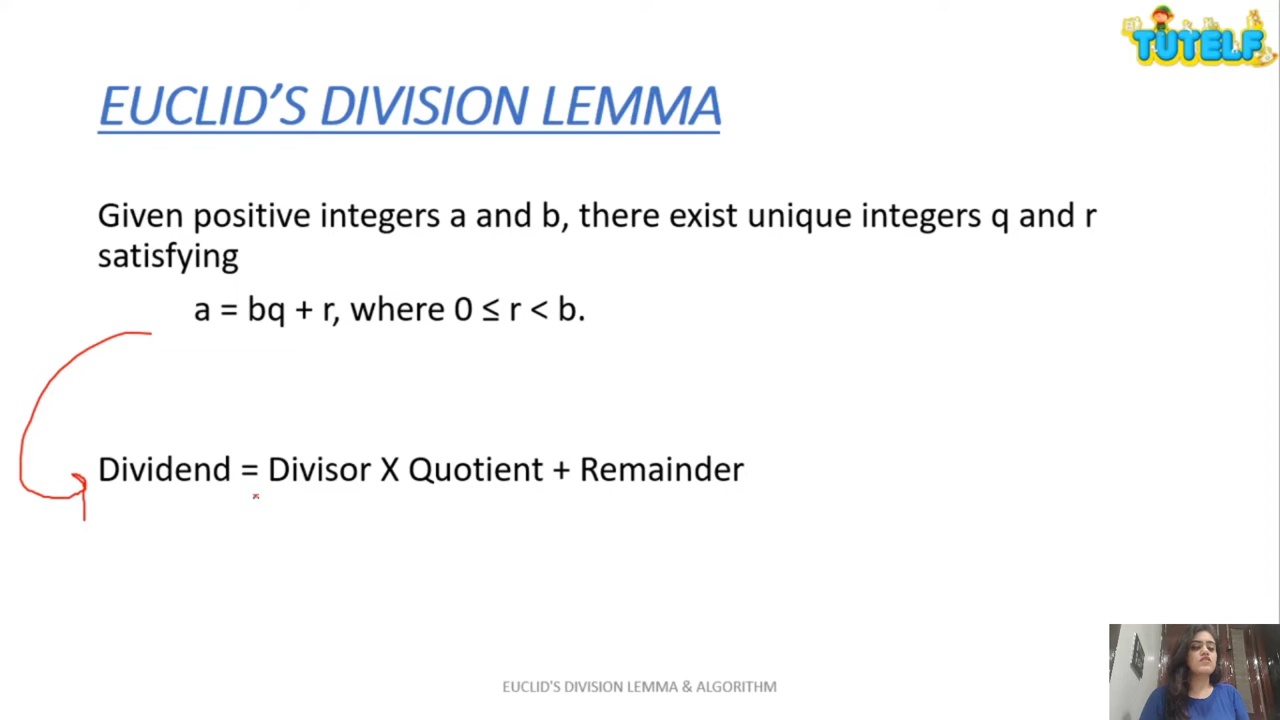 TUTELF
EUCLID’S DIVISION LEMMA
Given positive integers a and b, there exist unique integers q and r
satisfying
a = bq + r, where 0 ≤ r < b.
Dividend = Divisor X Quotient + Remainder
EUCLID'S DIVISION LEMMA & ALGORITHM